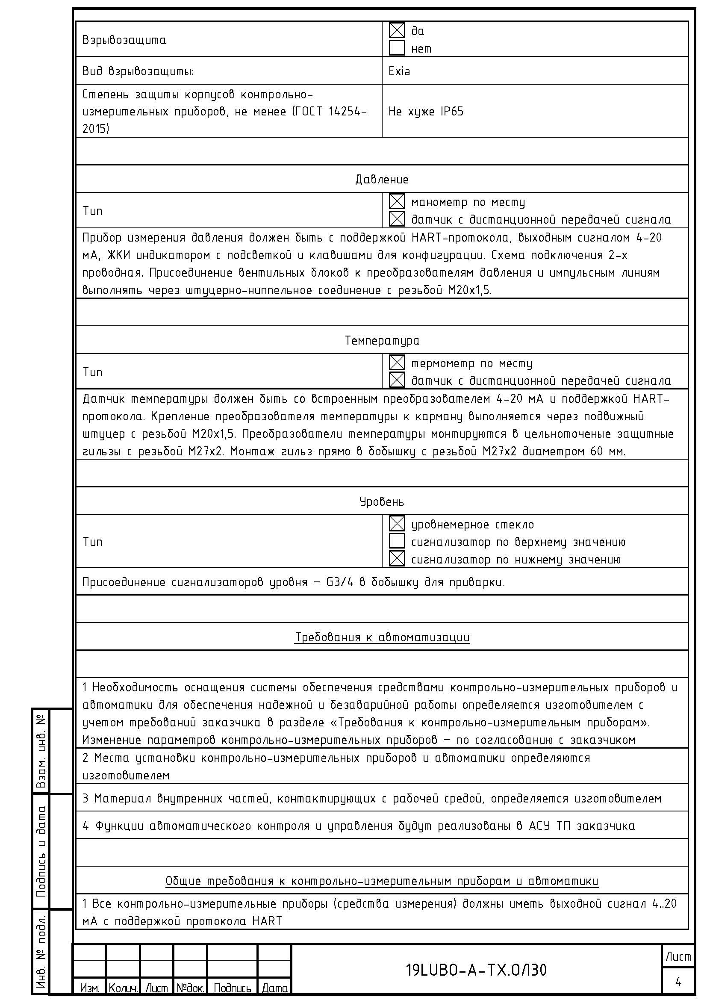 Взрывозащита
да
нет
Вид взрывозащиты:
Exia
Степень защиты корпусов контрольно-
измерительных приборов, не менее (ГОСТ 14254-
2015)
Не хуже IP65
Давление
Тип
манометр по месту
датчик с дистанционной передачей сигнала
Прибор измерения давления должен быть с поддержкой HART-протокола, выходным сигналом 4-20
мА, ЖКИ индикатором с подсветкой и клавишами для конфигурации. Схема подключения 2-х
проводная. Присоединение вентильных блоков к преобразователям давления и импульсным линиям
выполнять через штуцерно-ниппельное соединение с резьбой М20х1,5.
Температура
Тип
термометр по месту
датчик с дистанционной передачей сигнала
Датчик температуры должен быть со встроенным преобразователем 4-20 мА и поддержкой HART-
протокола. Крепление преобразователя температуры к карману выполняется через подвижный
штуцер с резьбой М20х1,5. Преобразователи температуры монтируются в цельноточеные защитные
гильзы с резьбой М27х2. Монтаж гильз прямо в бобышку с резьбой М27х2 диаметром 60 мм.
Уровень
Тип
уровнемерное стекло
сигнализатор по верхнему значению
сигнализатор по нижнему значению
Присоединение сигнализаторов уровня – G3/4 в бобышку для приварки.
Требования к автоматизации
1 Необходимость оснащения системы обеспечения средствами контрольно-измерительных приборов и
автоматики для обеспечения надежной и безаварийной работы определяется изготовителем с
учетом требований заказчика в разделе «Требования к контрольно-измерительным приборам».
Изменение параметров контрольно-измерительных приборов – по согласованию с заказчиком
2 Места установки контрольно-измерительных приборов и автоматики определяются
изготовителем
3 Материал внутренних частей, контактирующих с рабочей средой, определяется изготовителем
4 Функции автоматического контроля и управления будут реализованы в АСУ ТП заказчика
Общие требования к контрольно-измерительным приборам и автоматики
1 Все контрольно-измерительные приборы (средства измерения) должны иметь выходной сигнал 4..20
мА с поддержкой протокола HART
Взам. инв. №
Подпись и дата
Инв. № подл.
Изм.
Колич.
Лист
№док.
Подпись
Дата
19LUBO-A-TX.ОЛ30
Лист
4